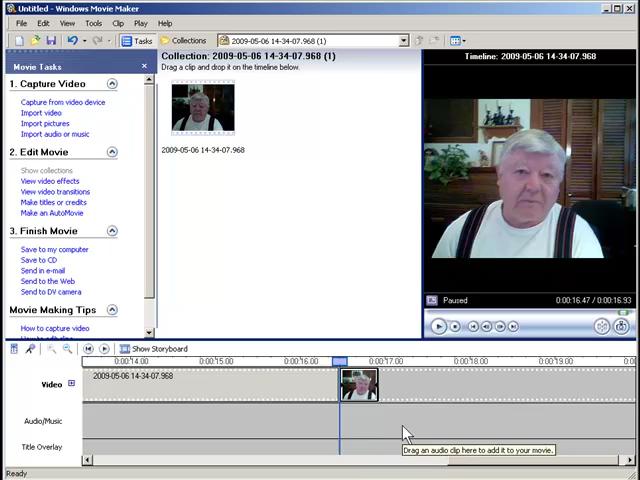 Untitled - Windows Movie Maker
File Edit View Tools Clip Play Help
Tasks Collections 2009-05-06 14-34-07.968 (1)
Movie Tasks
Collection: 2009-05-06 14-34-07.968 (1)
Drag a clip and drop it on the timeline below.
Timeline: 2009-05-06 14-34-07.968
1. Capture Video
Capture from video device
Import video
Import pictures
Import audio or music
2009-05-06 14-34-07.968
2. Edit Movie
Show collections
View video effects
View video transitions
Make titles or credits
Make an AutoMovie
3. Finish Movie
Save to my computer
Save to CD
Send in e-mail
Send to the Web
Send to DV camera
Movie Making Tips
How to capture video
Paused 0:00:16.47 / 0:00:16.93
Show Storyboard
0:00:14.00 0:00:15.00 0:00:16.00 0:00:17.00 0:00:18.00 0:00:19.00
Video 2009-05-06 14-34-07.968
Audio/Music
Drag an audio clip here to add it to your movie.
Title Overlay
Ready